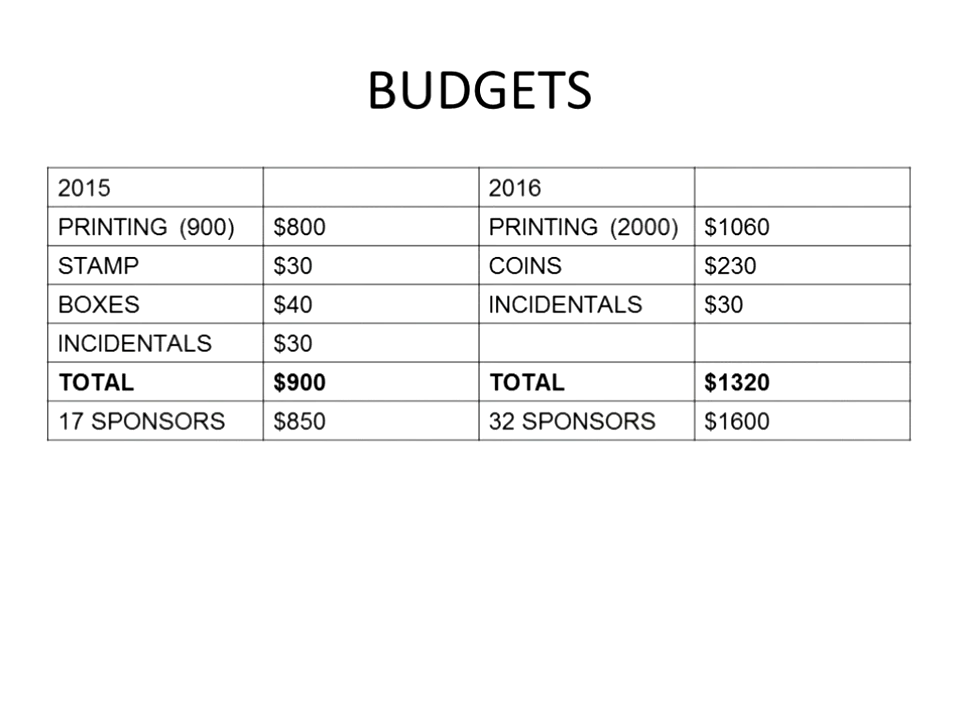 BUDGETS
2015 2016
PRINTING (900) $800 PRINTING (2000) $1060
STAMP $30 COINS $230
BOXES $40 INCIDENTALS $30
INCIDENTALS $30
TOTAL $900 TOTAL $1320
17 SPONSORS $850 32 SPONSORS $1600